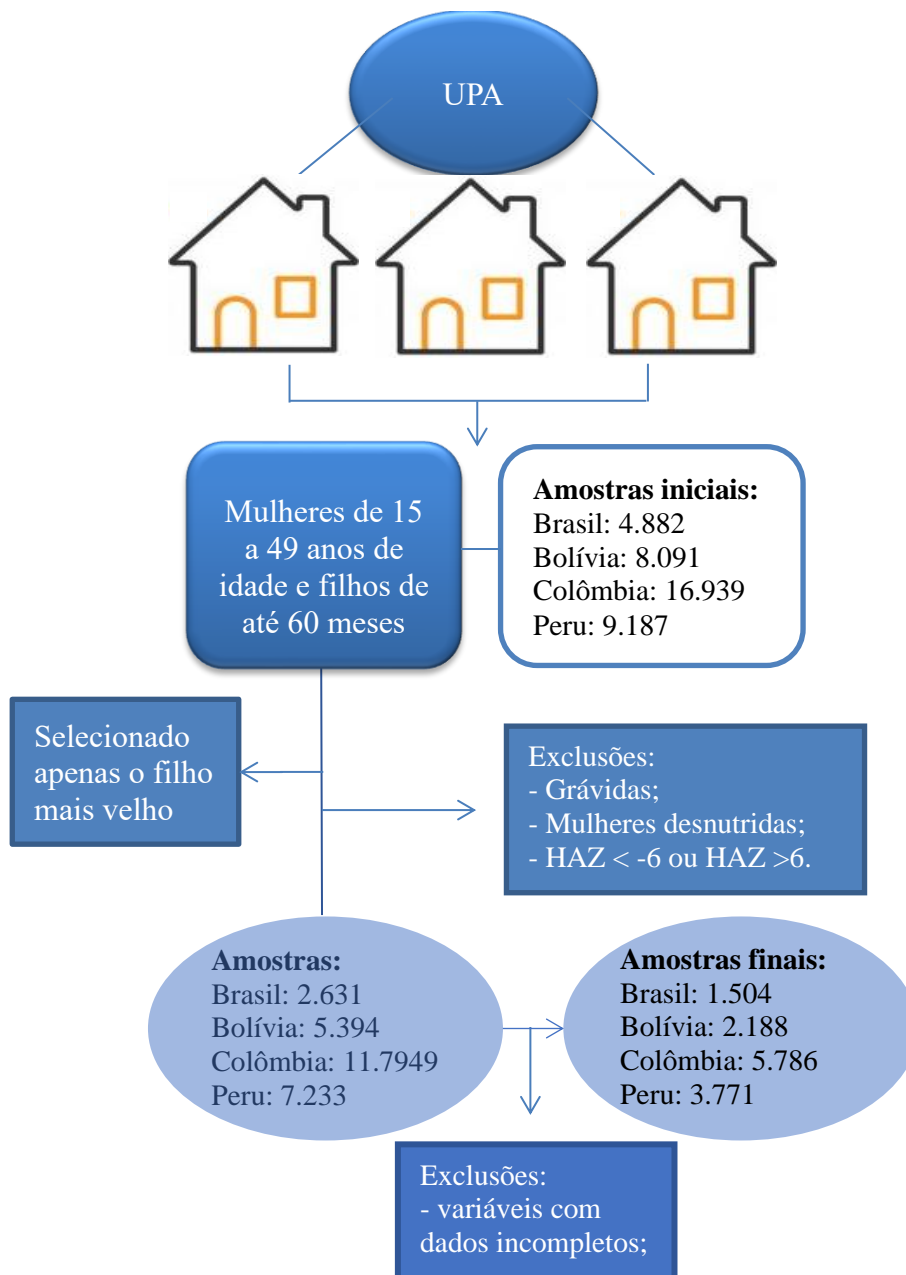 UPA
Mulheres de 15
a 49 anos de
idade e filhos de
até 60 meses
Amostras iniciais:
Brasil: 4.882
Bolívia: 8.091
Colômbia: 16.939
Peru: 9.187
Selecionado
apenas o filho
mais velho
Exclusões:
- Grávidas;
- Mulheres desnutridas;
- HAZ < -6 ou HAZ >6.
Amostras:
Brasil: 2.631
Bolívia: 5.394
Colômbia: 11.7949
Peru: 7.233
Amostras finais:
Brasil: 1.504
Bolívia: 2.188
Colômbia: 5.786
Peru: 3.771
Exclusões:
- variáveis com
dados incompletos;